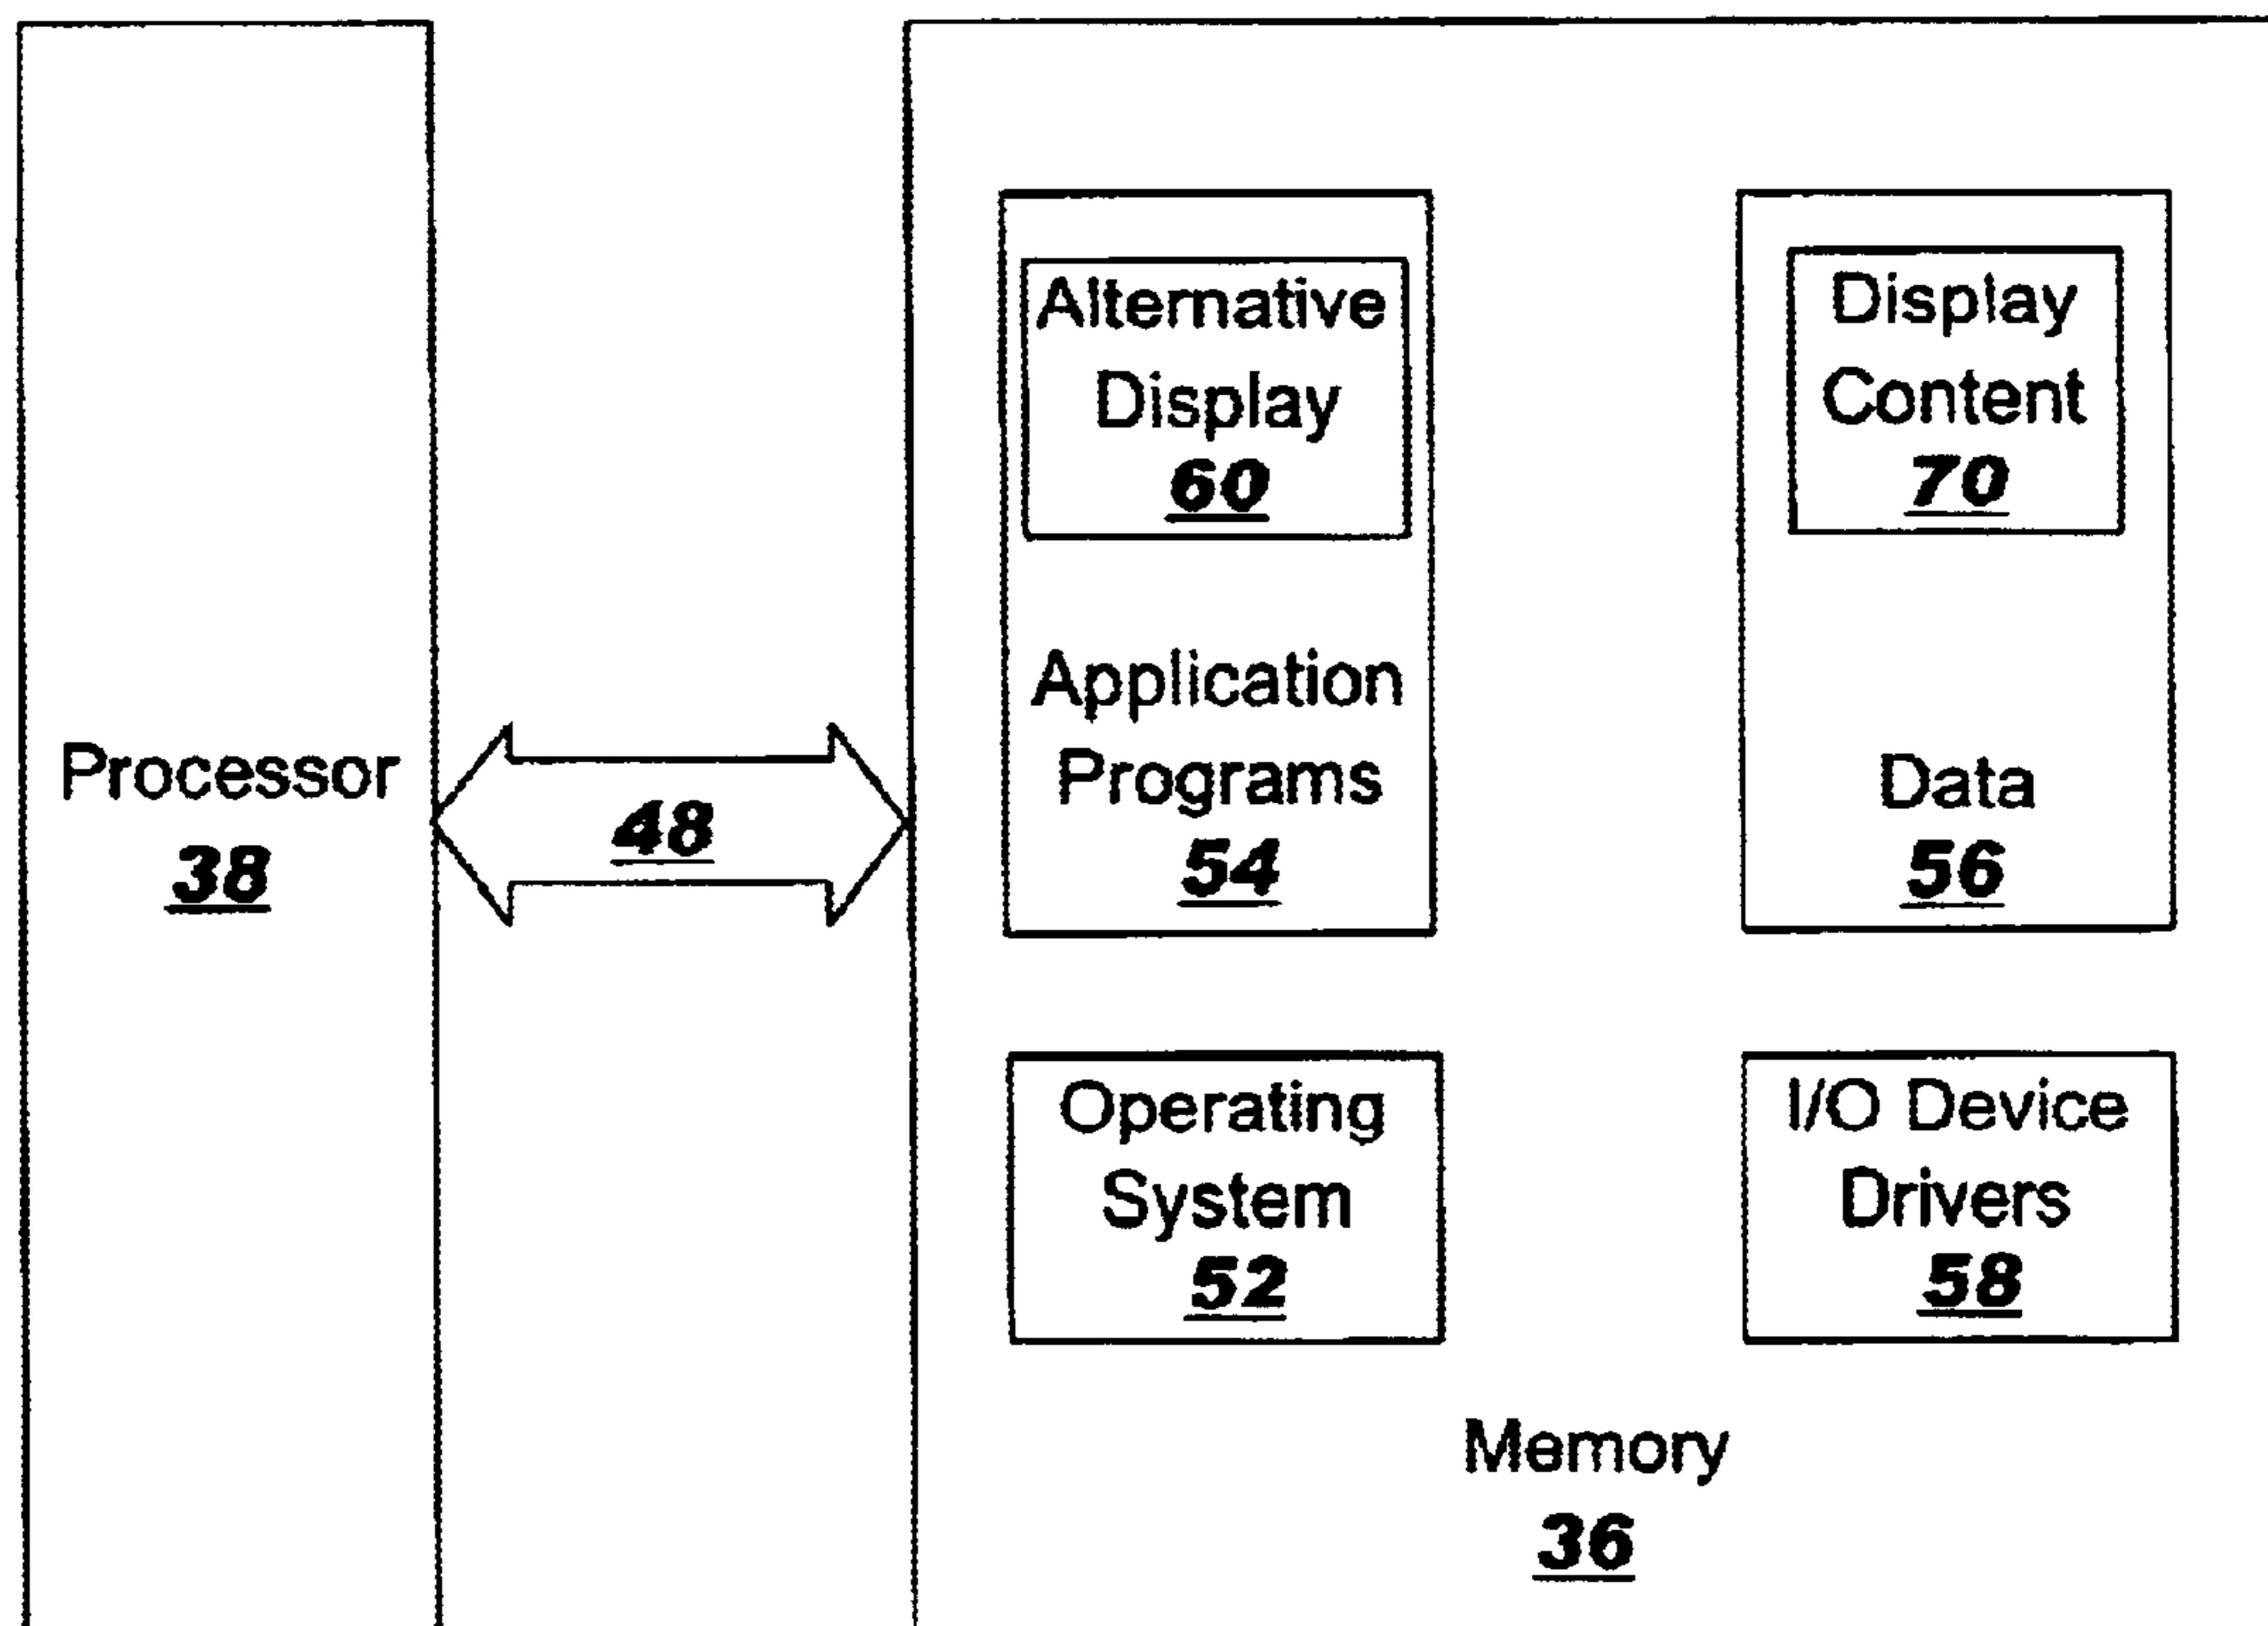 Processor
38
48
Alternative
Display
60
Application
Programs
54
Display
Content
70
Data
56
Operating
System
52
I/O Device
Drivers
58
Memory
36